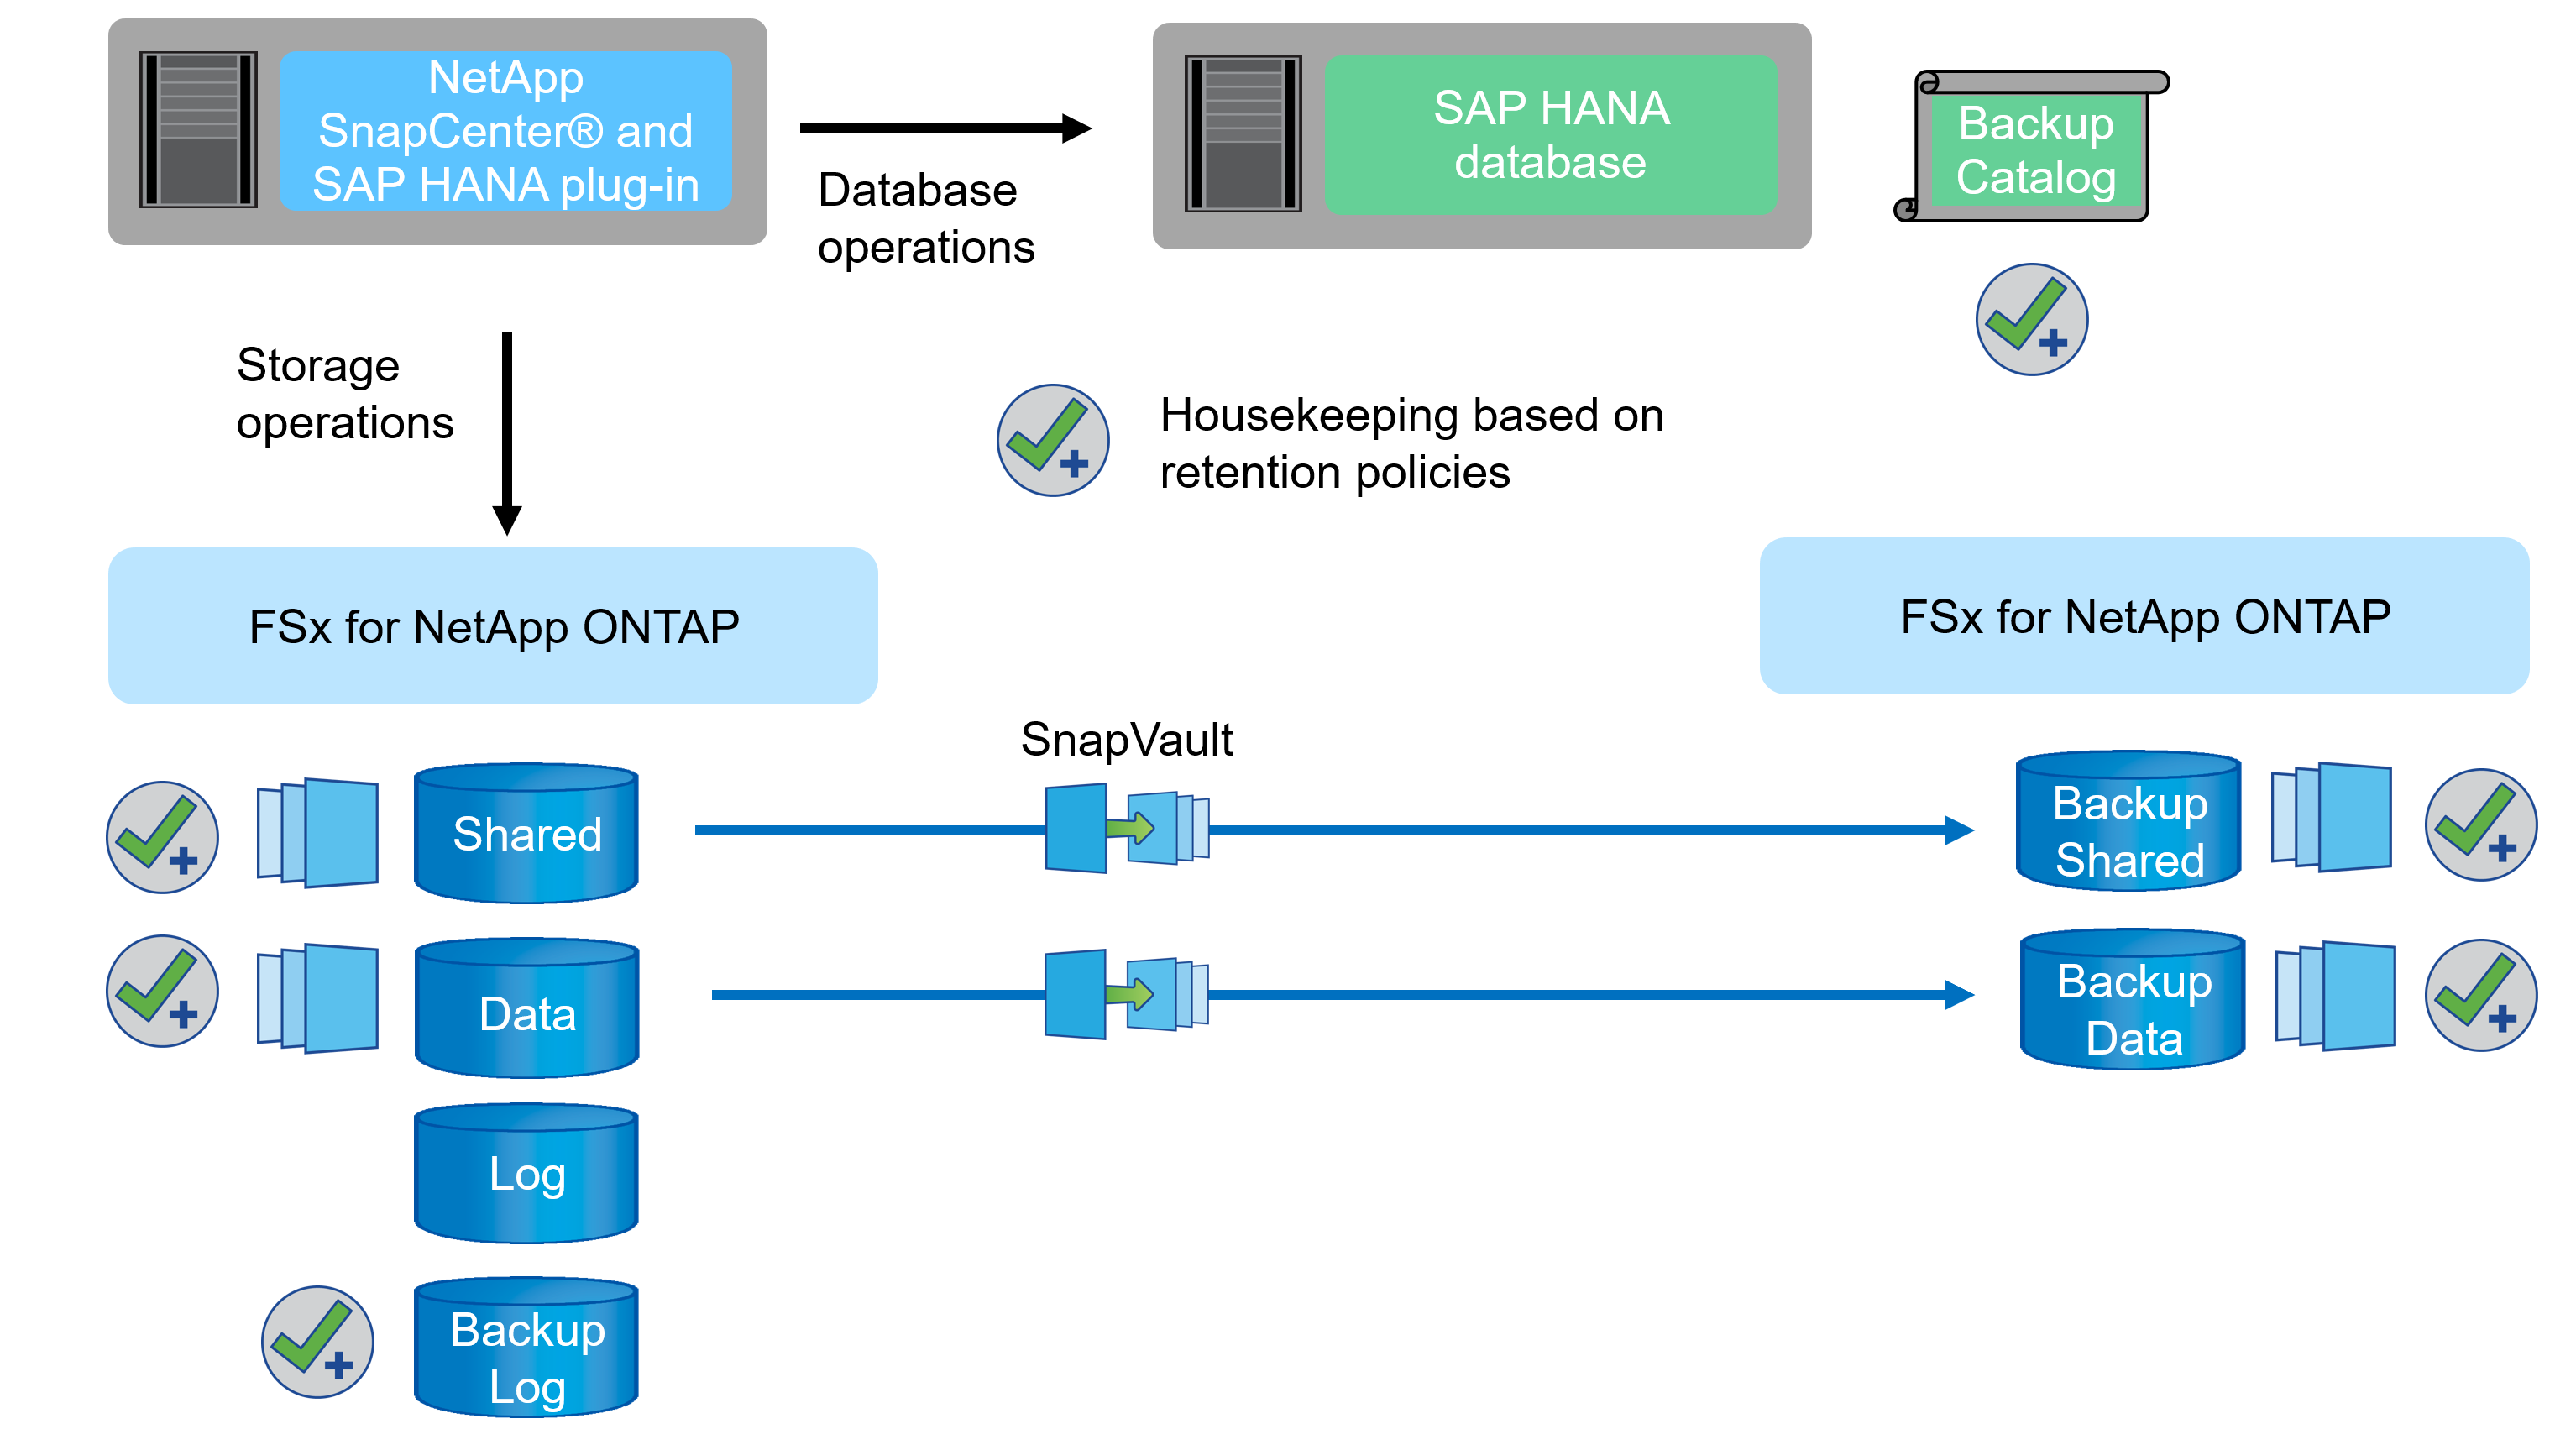 NetApp
SnapCenter® and
SAP HANA plug-in
Database
operations
SAP HANA
database
Backup
Catalog
Storage
operations
Housekeeping based on
retention policies
FSx for NetApp ONTAP
FSx for NetApp ONTAP
SnapVault
Shared
Backup
Shared
Data
Backup
Data
Log
Backup
Log